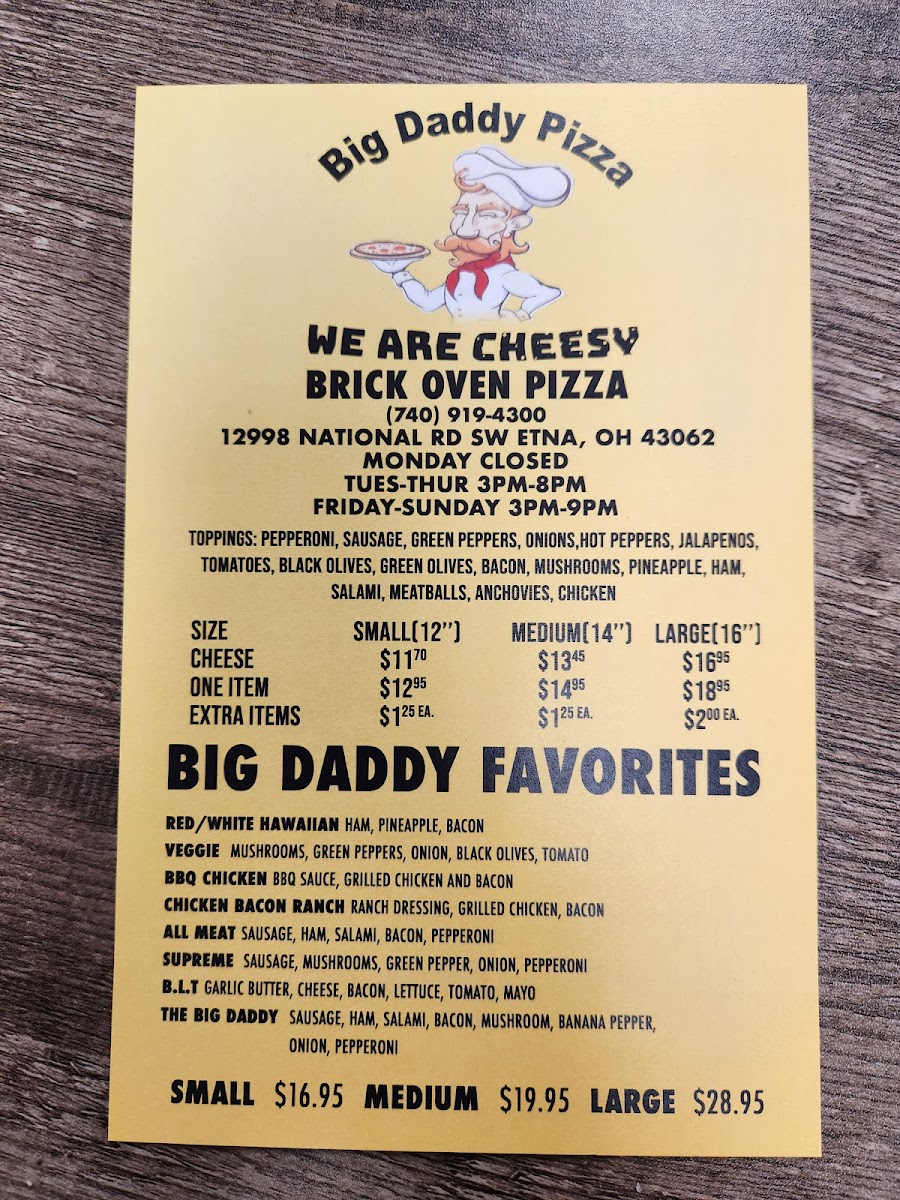 Big Daddy Pizza
WE ARE CHEESY
BRICK OVEN PIZZA
(740) 919-4300
12998 NATIONAL RD SW ETNA, OH 43062
MONDAY CLOSED
TUES-THUR 3PM-8PM
FRIDAY-SUNDAY 3PM-9PM
TOPPINGS: PEPPERONI, SAUSAGE, GREEN PEPPERS, ONIONS,HOT PEPPERS, JALAPENOS,
TOMATOES, BLACK OLIVES, GREEN OLIVES, BACON, MUSHROOMS, PINEAPPLE, HAM,
SALAMI, MEATBALLS, ANCHOVIES, CHICKEN
SIZE SMALL(12'') MEDIUM(14'') LARGE(16'')
CHEESE $1170 $1345 $1695
ONE ITEM $1295 $1495 $1895
EXTRA ITEMS $125 EA. $125 EA. $200 EA.
BIG DADDY FAVORITES
RED/WHITE HAWAIIAN HAM, PINEAPPLE, BACON
VEGGIE MUSHROOMS, GREEN PEPPERS, ONION, BLACK OLIVES, TOMATO
BBQ CHICKEN BBQ SAUCE, GRILLED CHICKEN AND BACON
CHICKEN BACON RANCH RANCH DRESSING, GRILLED CHICKEN, BACON
ALL MEAT SAUSAGE, HAM, SALAMI, BACON, PEPPERONI
SUPREME SAUSAGE, MUSHROOMS, GREEN PEPPER, ONION, PEPPERONI
B.L.T GARLIC BUTTER, CHEESE, BACON, LETTUCE, TOMATO, MAYO
THE BIG DADDY SAUSAGE, HAM, SALAMI, BACON, MUSHROOM, BANANA PEPPER,
ONION, PEPPERONI
SMALL $16.95 MEDIUM $19.95 LARGE $28.95